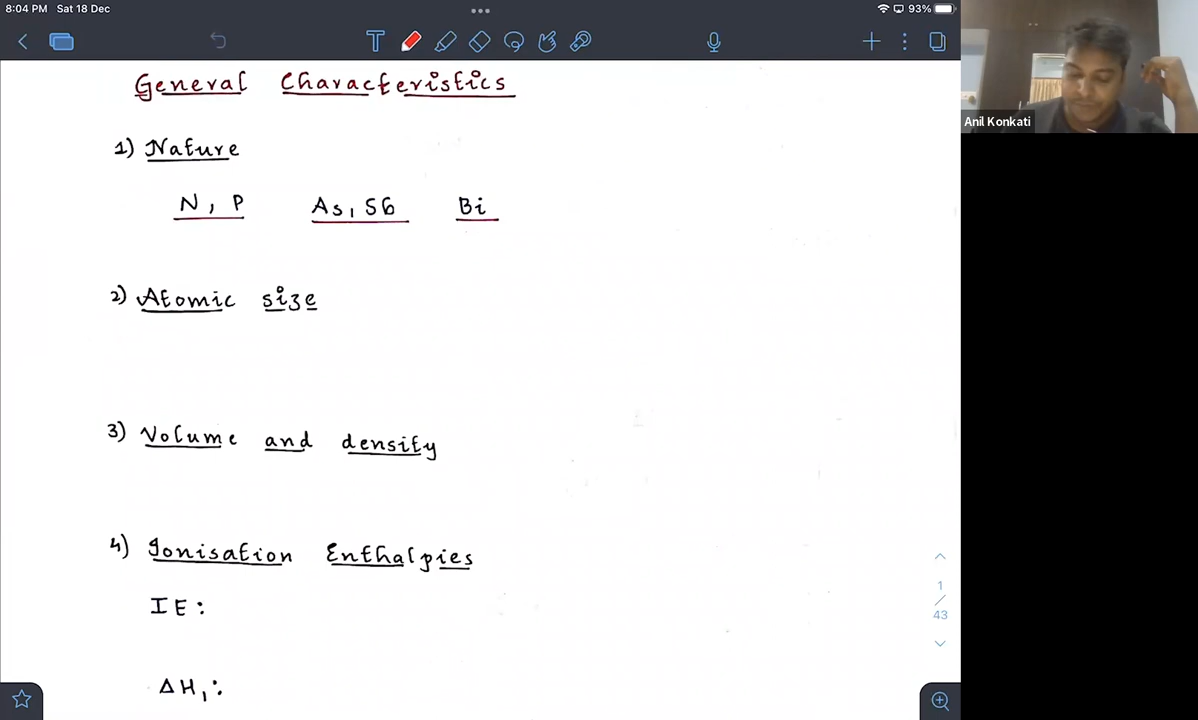 8:04 PM Sat 18 Dec
93%
General Characteristics
Anil Konkati
1) Nature
N, P As, Sb Bi
2) Atomic size
3) Volume and density
4) Ionisation Enthalpies
1
/
43
IE:
ΔH₁: